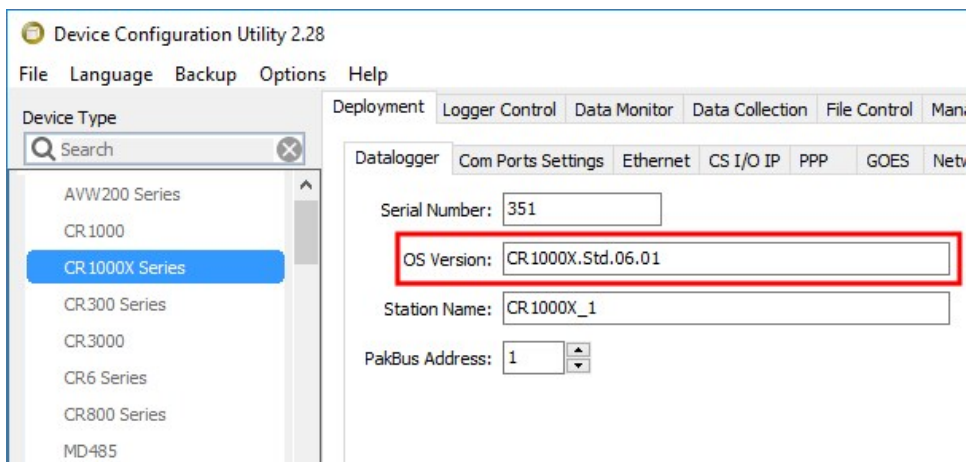 Device Configuration Utility 2.28
File Language Backup Options Help
Device Type
Search
AVW200 Series
CR1000
CR1000X Series
CR300 Series
CR3000
CR6 Series
CR800 Series
MD485
Deployment Logger Control Data Monitor Data Collection File Control
Datalogger Com Ports Settings Ethernet CS I/O IP PPP GOES
Serial Number: 351
OS Version: CR1000X.Std.06.01
Station Name: CR1000X_1
PakBus Address: 1